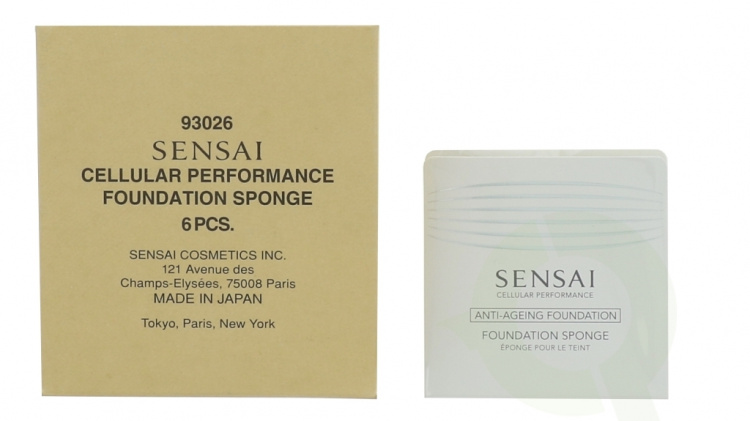 93026
SENSAI
CELLULAR PERFORMANCE
FOUNDATION SPONGE
6 PCS.
SENSAI COSMETICS INC.
121 Avenue des
Champs-Elysées, 75008 Paris
MADE IN JAPAN
Tokyo, Paris, New York
SENSAI
CELLULAR PERFORMANCE
ANTI-AGEING FOUNDATION
FOUNDATION SPONGE
ÉPONGE POUR LE TEINT